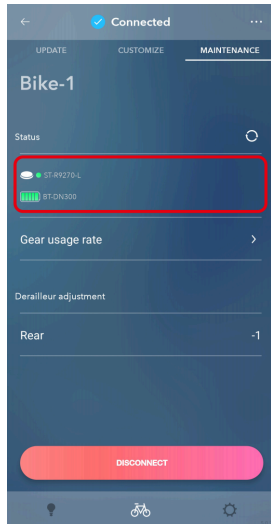 Connected
UPDATE CUSTOMIZE MAINTENANCE
Bike-1
Status
ST-R9270-L
BT-DN300
Gear usage rate
Derailleur adjustment
Rear -1
DISCONNECT